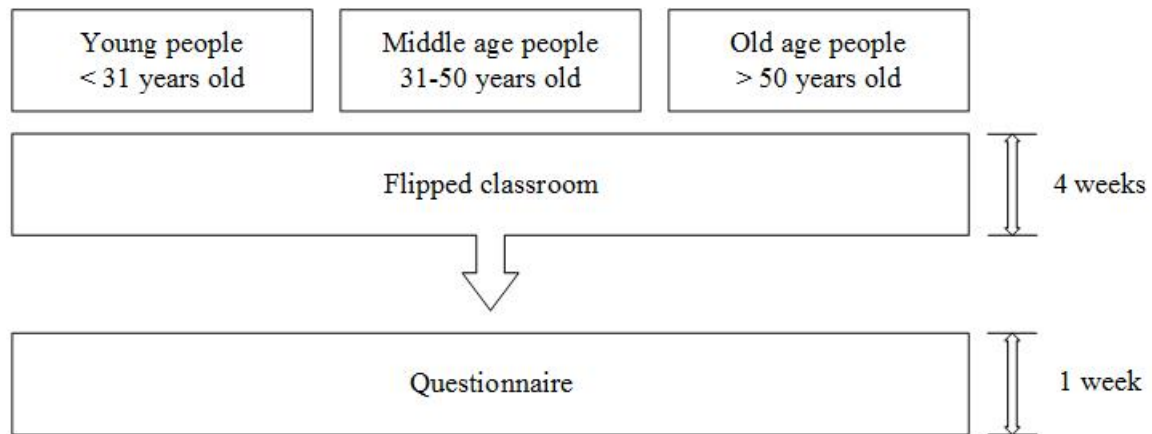 Young people
< 31 years old
Middle age people
31-50 years old
Old age people
> 50 years old
Flipped classroom
4 weeks
Questionnaire
1 week